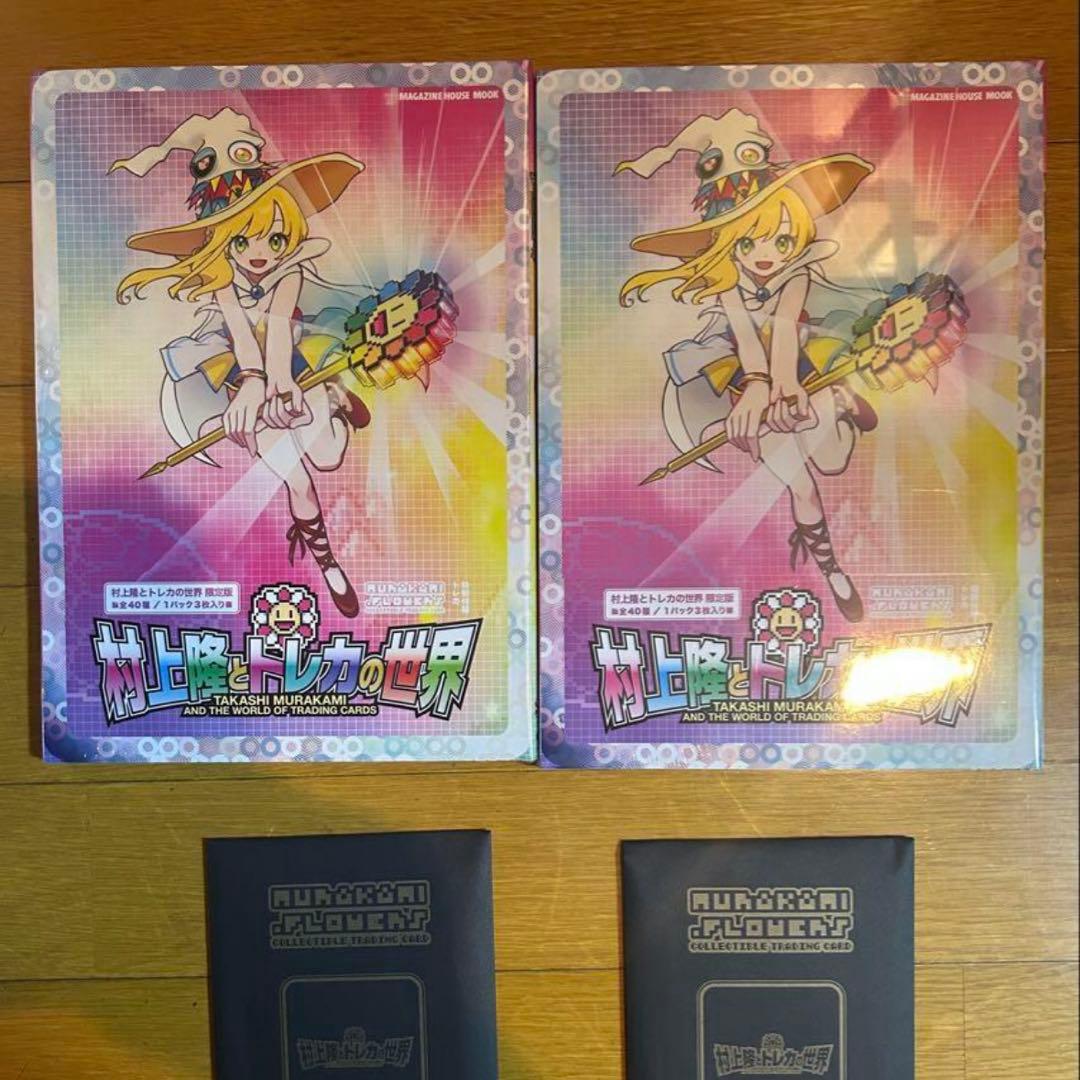 MAGAZINE HOUSE MOOK
村上隆とトレカの世界 限定版
全40種 / 1パック3枚入り
MURAKAMI
.FLOWERS
村上隆とトレカの世界
TAKASHI MURAKAMI
AND THE WORLD OF TRADING CARDS
MAGAZINE HOUSE MOOK
村上隆とトレカの世界 限定版
全40種 / 1パック3枚入り
村上隆とトレカの世界
TAKASHI MURAKAMI
AND THE WORLD OF TRADING CARDS
MURAKAMI
.FLOWERS
COLLECTIBLE TRADING CARD
村上隆とトレカの世界
MURAKAMI
.FLOWERS
COLLECTIBLE TRADING CARD
村上隆とトレカの世界